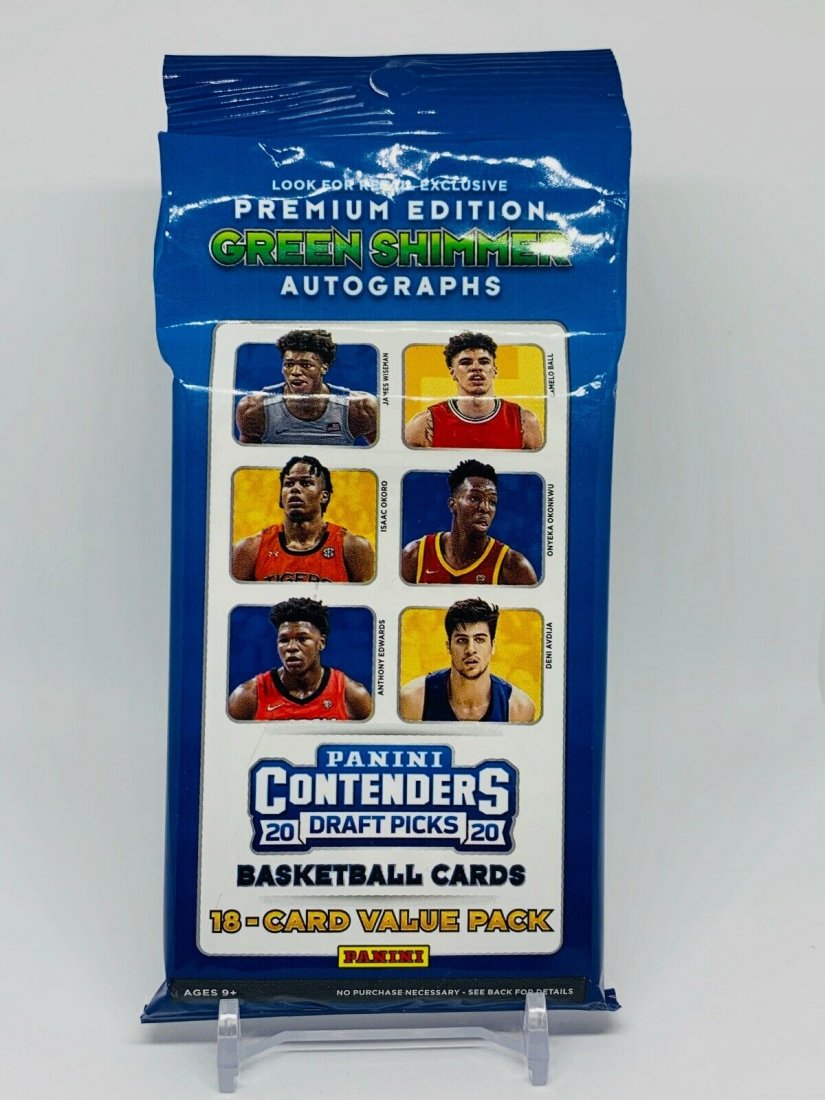 LOOK FOR RETAIL EXCLUSIVE
PREMIUM EDITION
GREEN SHIMMER
AUTOGRAPHS
JAMES WISEMAN
LAMELO BALL
ISAAC OKORO
TIGERS
ONYEKA OKONKWU
ANTHONY EDWARDS
DENI AVDIJA
PANINI
CONTENDERS
20 DRAFT PICKS 20
BASKETBALL CARDS
18-CARD VALUE PACK
PANINI
AGES 9+
NO PURCHASE NECESSARY - SEE BACK FOR DETAILS